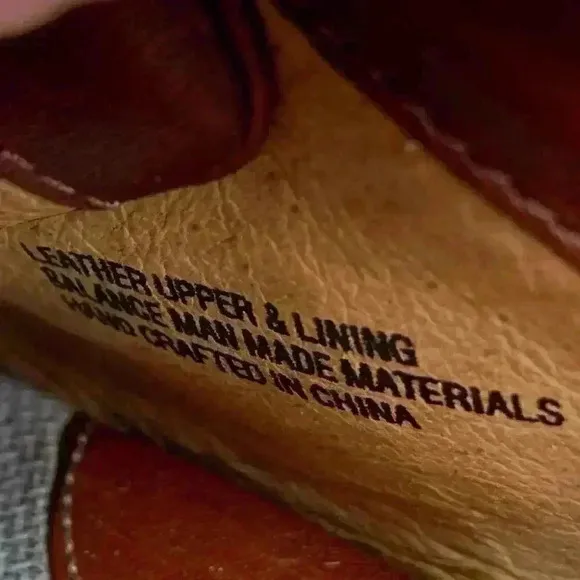 LEATHER UPPER & LINING
BALANCE MAN MADE MATERIALS
HAND CRAFTED IN CHINA